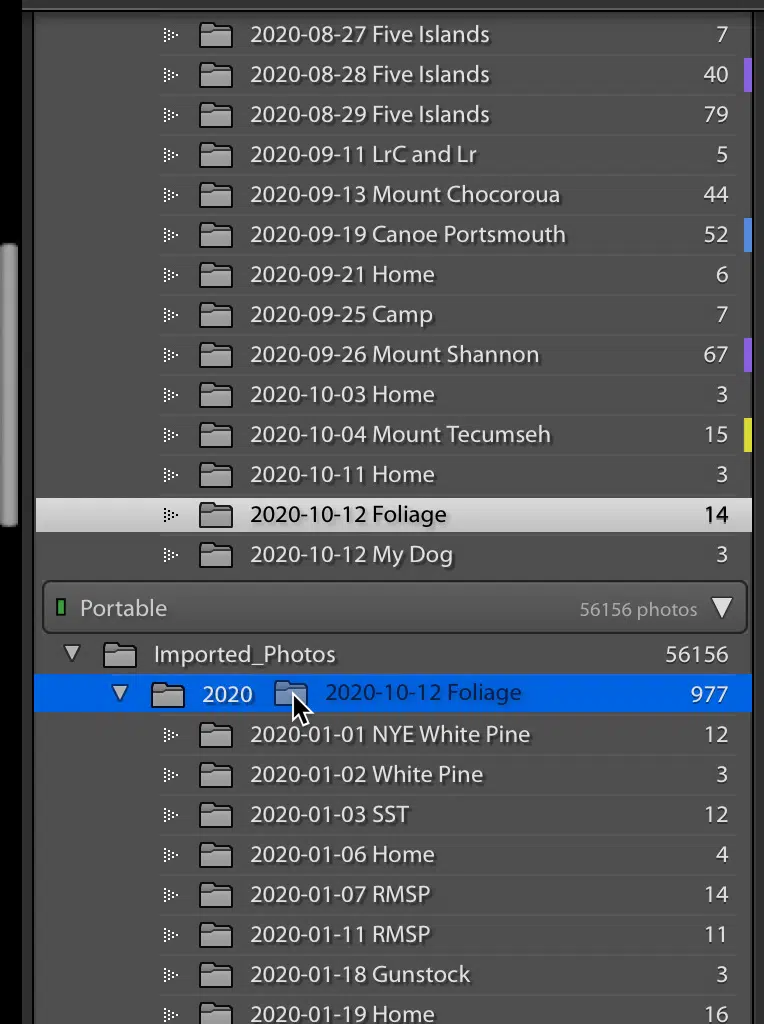 2020-08-27 Five Islands 7
2020-08-28 Five Islands 40
2020-08-29 Five Islands 79
2020-09-11 LrC and Lr 5
2020-09-13 Mount Chocoroua 44
2020-09-19 Canoe Portsmouth 52
2020-09-21 Home 6
2020-09-25 Camp 7
2020-09-26 Mount Shannon 67
2020-10-03 Home 3
2020-10-04 Mount Tecumseh 15
2020-10-11 Home 3
2020-10-12 Foliage 14
2020-10-12 My Dog 3
Portable 56156 photos
Imported_Photos 56156
2020 2020-10-12 Foliage 977
2020-01-01 NYE White Pine 12
2020-01-02 White Pine 3
2020-01-03 SST 12
2020-01-06 Home 4
2020-01-07 RMSP 14
2020-01-11 RMSP 11
2020-01-18 Gunstock 3
2020-01-19 Home 16